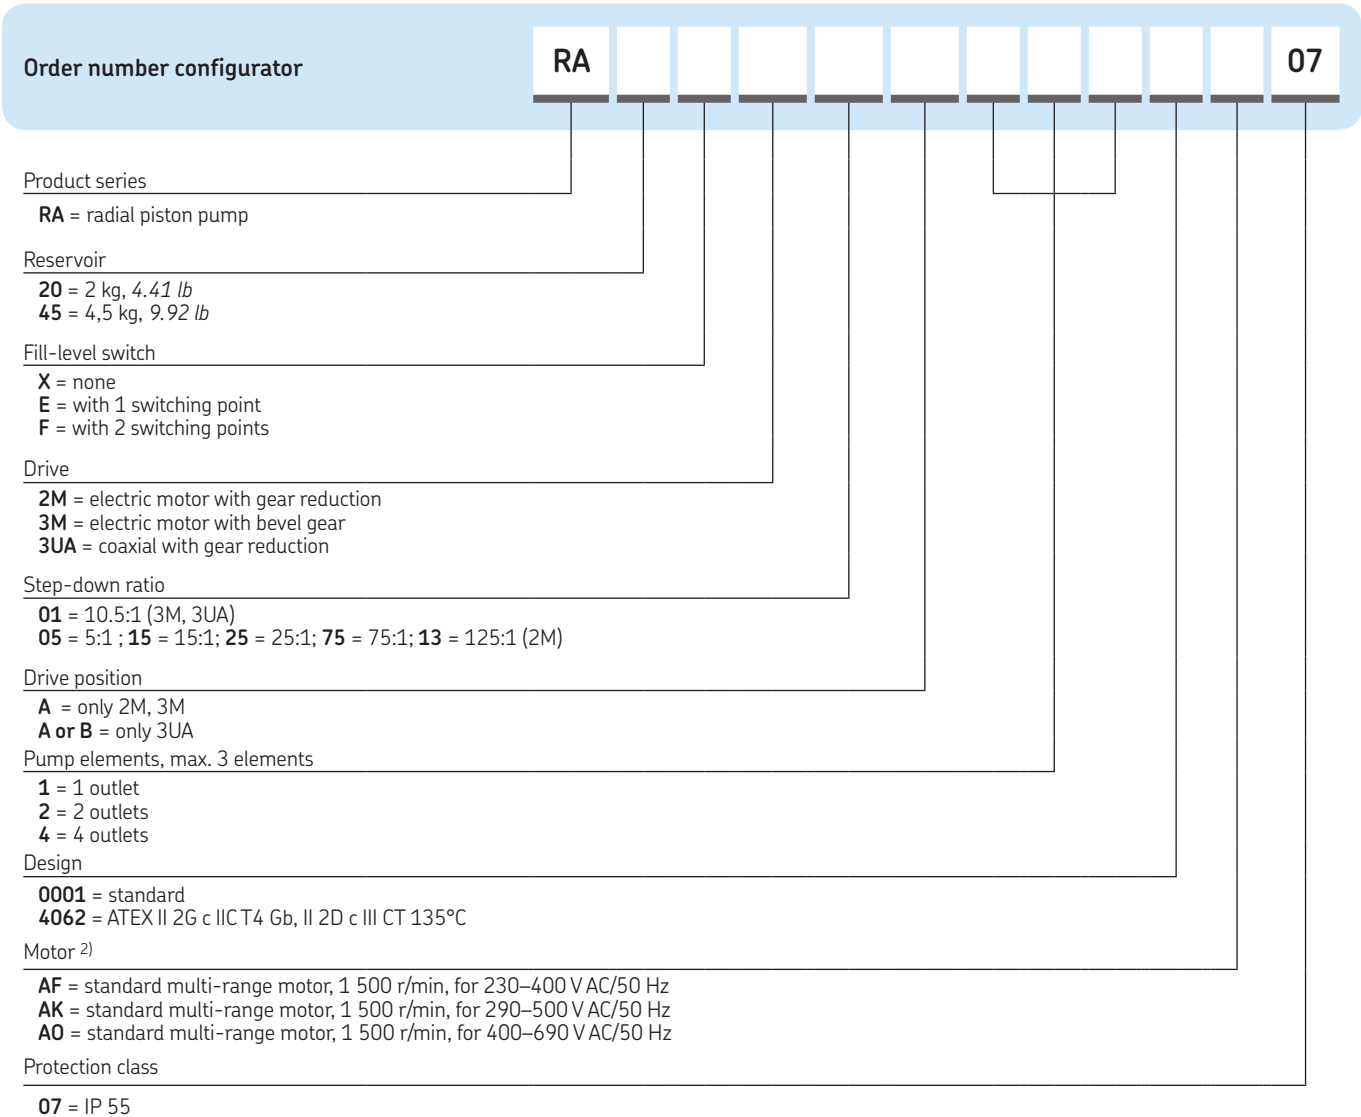 Order number configurator RA 07
Product series
RA = radial piston pump
Reservoir
20 = 2 kg, 4.41 lb
45 = 4,5 kg, 9.92 lb
Fill-level switch
X = none
E = with 1 switching point
F = with 2 switching points
Drive
2M = electric motor with gear reduction
3M = electric motor with bevel gear
3UA = coaxial with gear reduction
Step-down ratio
01 = 10.5:1 (3M, 3UA)
05 = 5:1 ; 15 = 15:1; 25 = 25:1; 75 = 75:1; 13 = 125:1 (2M)
Drive position
A = only 2M, 3M
A or B = only 3UA
Pump elements, max. 3 elements
1 = 1 outlet
2 = 2 outlets
4 = 4 outlets
Design
0001 = standard
4062 = ATEX II 2G c IIC T4 Gb, II 2D c III CT 135°C
Motor 2)
AF = standard multi-range motor, 1 500 r/min, for 230–400 V AC/50 Hz
AK = standard multi-range motor, 1 500 r/min, for 290–500 V AC/50 Hz
AO = standard multi-range motor, 1 500 r/min, for 400–690 V AC/50 Hz
Protection class
07 = IP 55